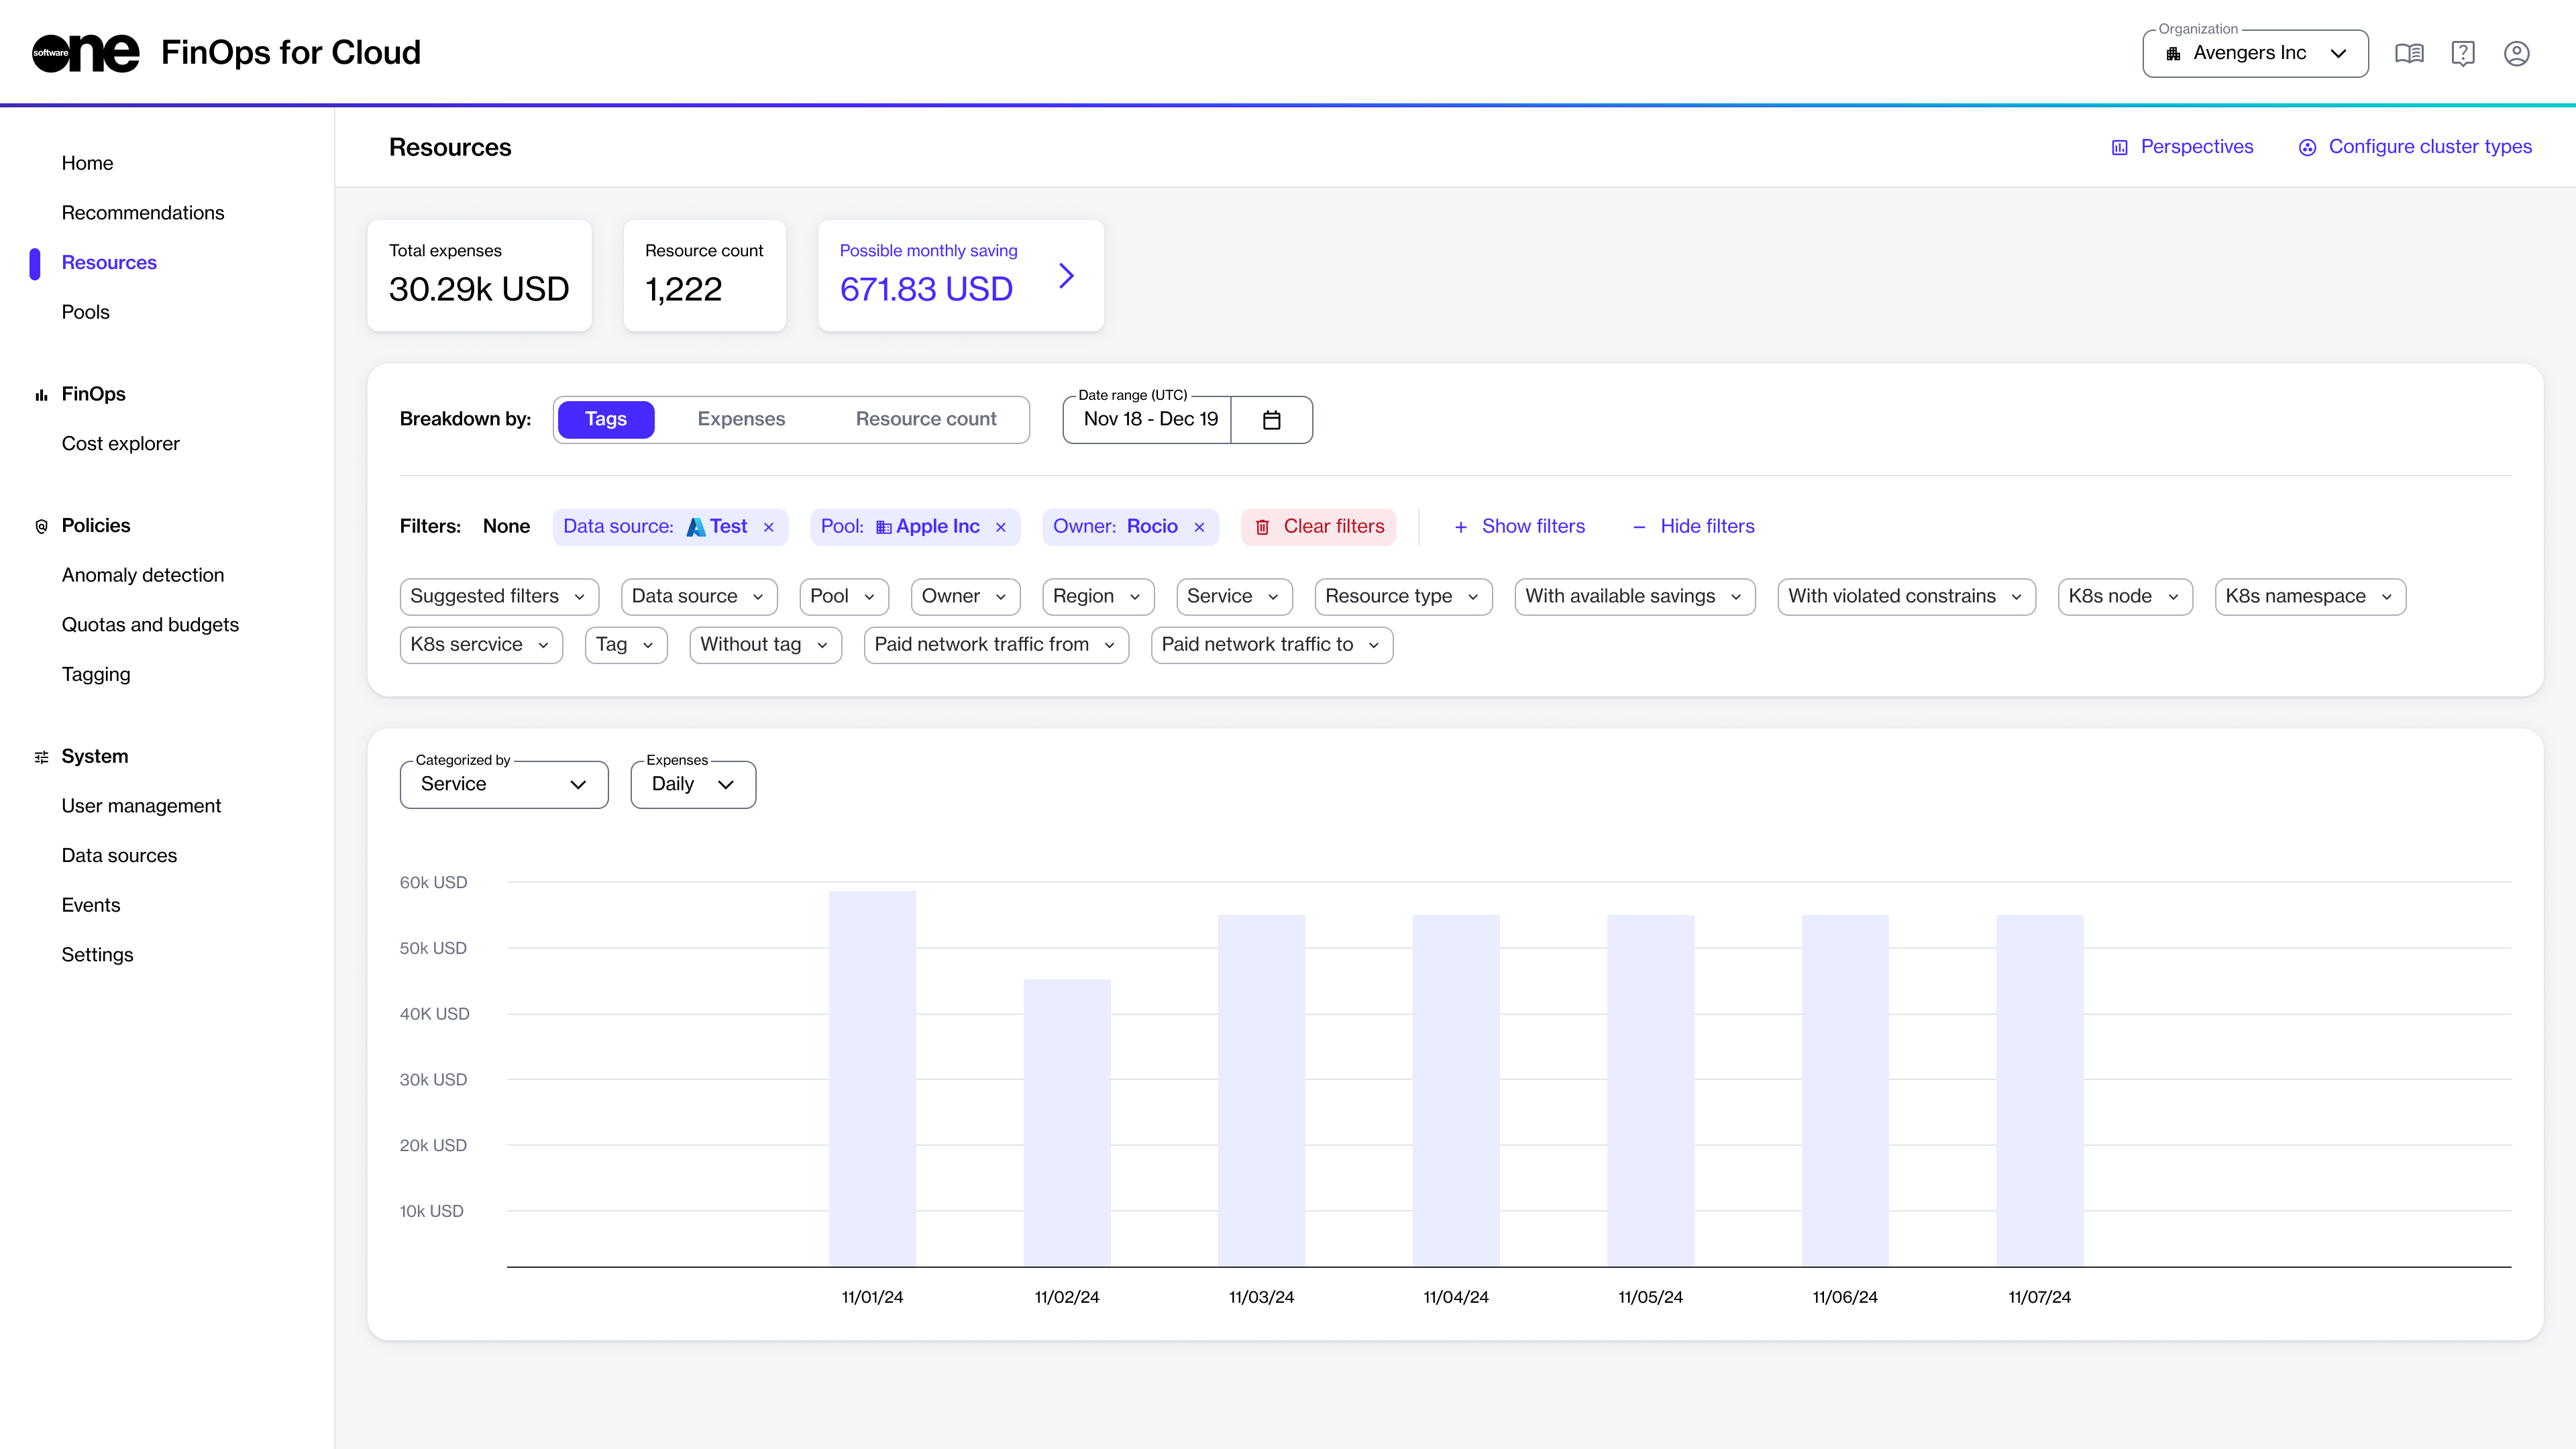 software one FinOps for Cloud
Organization
Avengers Inc
Home
Recommendations
Resources
Pools
FinOps
Cost explorer
Policies
Anomaly detection
Quotas and budgets
Tagging
System
User management
Data sources
Events
Settings
Resources
Perspectives Configure cluster types
Total expenses
30.29k USD
Resource count
1,222
Possible monthly saving
671.83 USD
Breakdown by: Tags Expenses Resource count
Date range (UTC)
Nov 18 - Dec 19
Filters: None Data source: Test × Pool: Apple Inc × Owner: Rocio × Clear filters + Show filters − Hide filters
Suggested filters Data source Pool Owner Region Service Resource type With available savings With violated constrains K8s node K8s namespace
K8s sercvice Tag Without tag Paid network traffic from Paid network traffic to
Categorized by
Service
Expenses
Daily
60k USD
50k USD
40K USD
30k USD
20k USD
10k USD
11/01/24 11/02/24 11/03/24 11/04/24 11/05/24 11/06/24 11/07/24